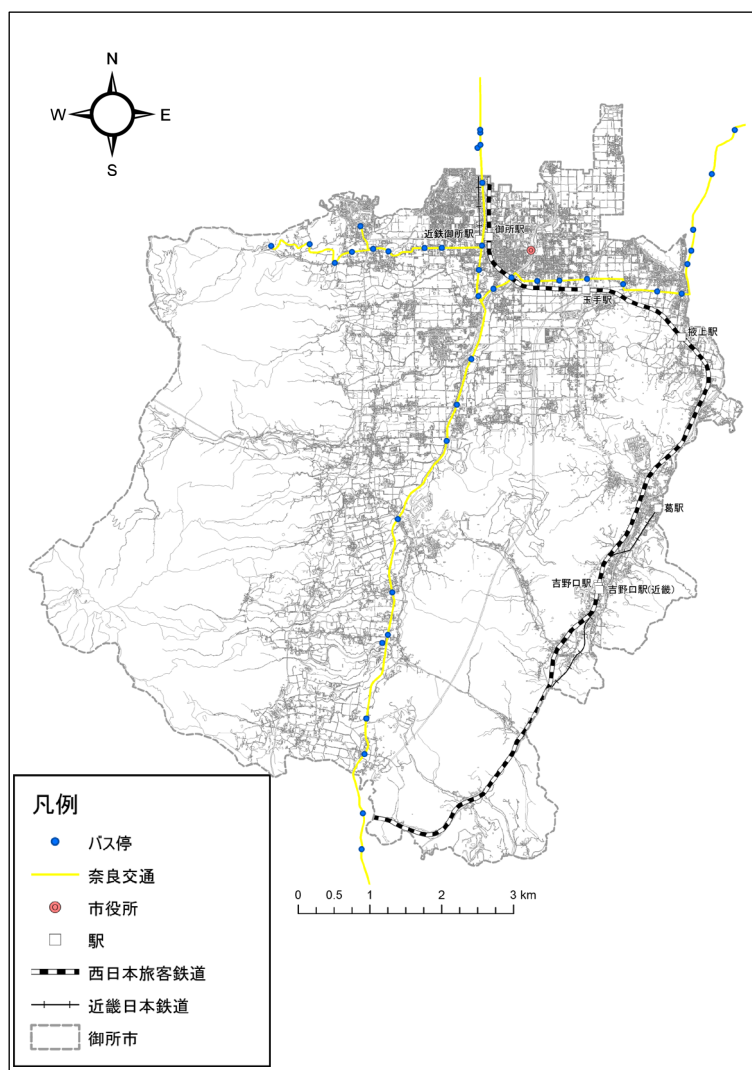 N
W
E
S
近鉄御所駅
御所駅
玉手駅
掖上駅
葛駅
吉野口駅
吉野口駅(近畿)
凡例
バス停
奈良交通
市役所
駅
西日本旅客鉄道
近畿日本鉄道
御所市
0 0.5 1 2 3 km